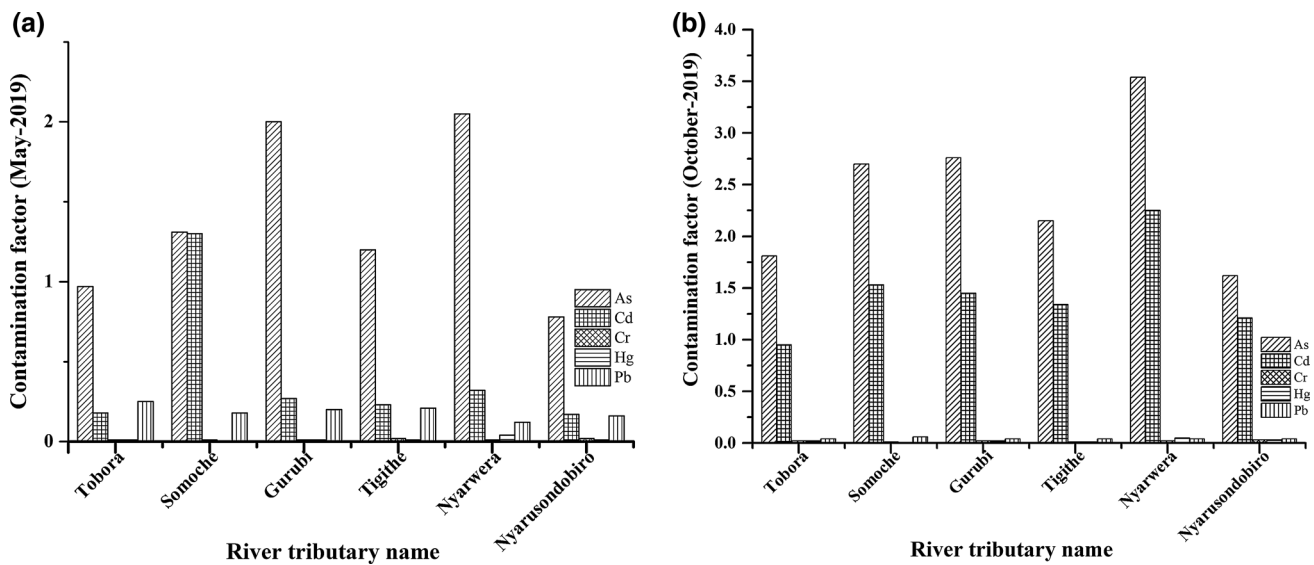 (a)
Contamination factor (May-2019)
2
1
0
As
Cd
Cr
Hg
Pb
Tobora
Somoche
Gurubi
Tigithe
Nyarwera
Nyarusondobiro
River tributary name
(b)
Contamination factor (October-2019)
4.0
3.5
3.0
2.5
2.0
1.5
1.0
0.5
0.0
As
Cd
Cr
Hg
Pb
Tobora
Somoche
Gurubi
Tigithe
Nyarwera
Nyarusondobiro
River tributary name